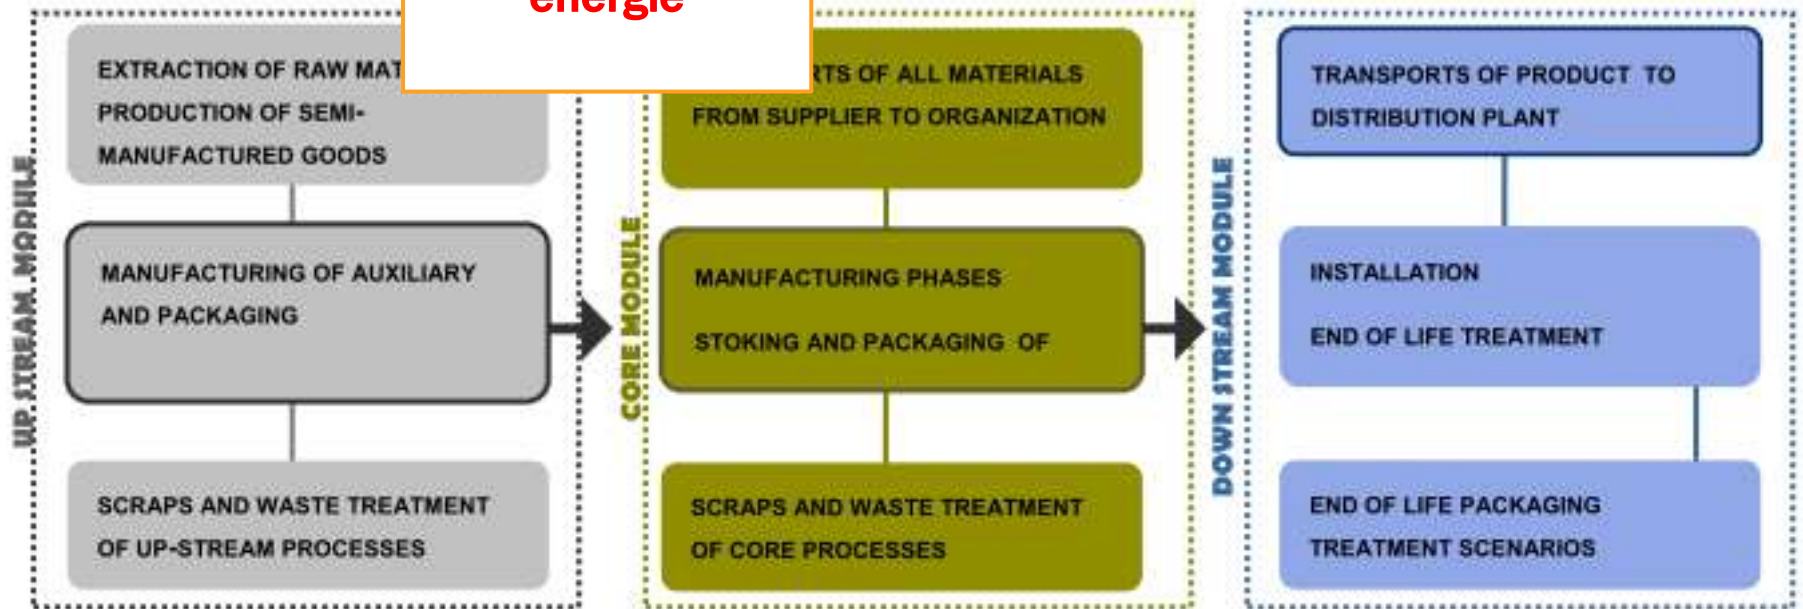 energie
UP STREAM MODULE
EXTRACTION OF RAW MAT
PRODUCTION OF SEMI-
MANUFACTURED GOODS
MANUFACTURING OF AUXILIARY
AND PACKAGING
SCRAPS AND WASTE TREATMENT
OF UP-STREAM PROCESSES
CORE MODULE
RTS OF ALL MATERIALS
FROM SUPPLIER TO ORGANIZATION
MANUFACTURING PHASES
STOKING AND PACKAGING OF
SCRAPS AND WASTE TREATMENT
OF CORE PROCESSES
DOWN STREAM MODULE
TRANSPORTS OF PRODUCT TO
DISTRIBUTION PLANT
INSTALLATION
END OF LIFE TREATMENT
END OF LIFE PACKAGING
TREATMENT SCENARIOS